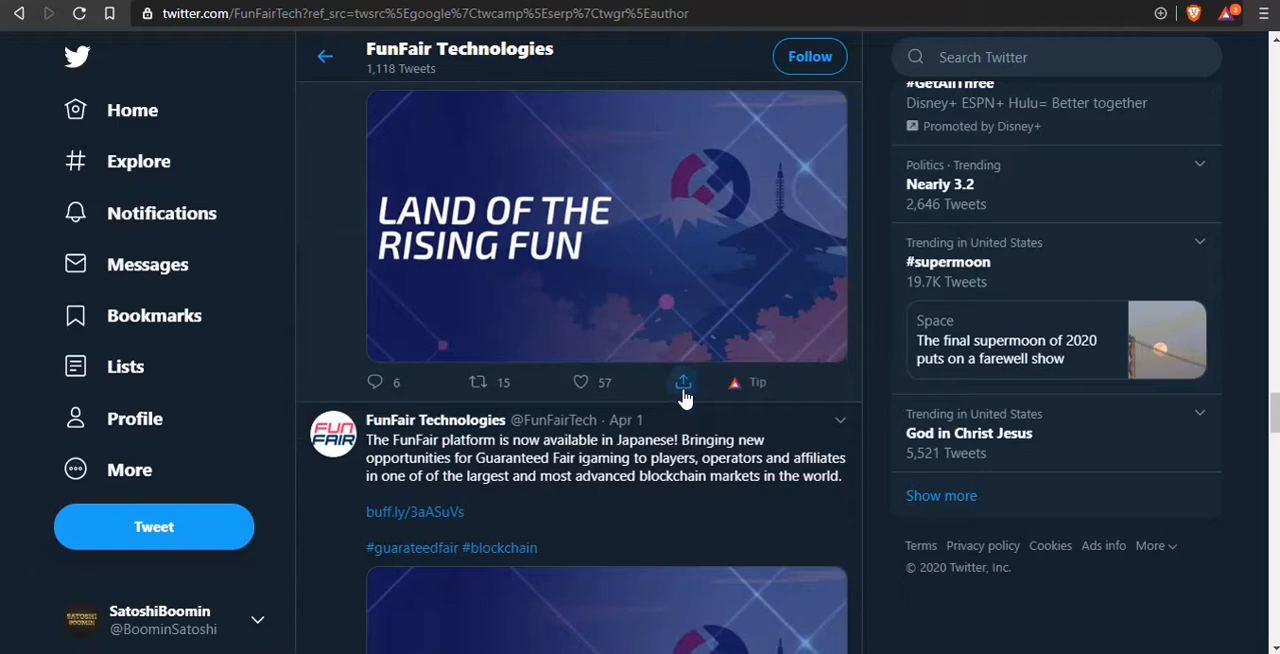 twitter.com/FunFairTech?ref_src=twsrc%5Egoogle%7Ctwcamp%5Eserp%7Ctwgr%5Eauthor
2
Home
Explore
Notifications
Messages
Bookmarks
Lists
Profile
More
Tweet
SATOSHI
BOOMIN
SatoshiBoomin
@BoominSatoshi
FunFair Technologies
1,118 Tweets
Follow
LAND OF THE
RISING FUN
6
15
57
Tip
FUN
FAIR
FunFair Technologies @FunFairTech · Apr 1
The FunFair platform is now available in Japanese! Bringing new
opportunities for Guaranteed Fair igaming to players, operators and affiliates
in one of of the largest and most advanced blockchain markets in the world.
buff.ly/3aASuVs
#guarateedfair #blockchain
Search Twitter
#GetAllThree
Disney+ ESPN+ Hulu= Better together
Promoted by Disney+
Politics · Trending
Nearly 3.2
2,646 Tweets
Trending in United States
#supermoon
19.7K Tweets
Space
The final supermoon of 2020
puts on a farewell show
Trending in United States
God in Christ Jesus
5,521 Tweets
Show more
Terms Privacy policy Cookies Ads info More
© 2020 Twitter, Inc.